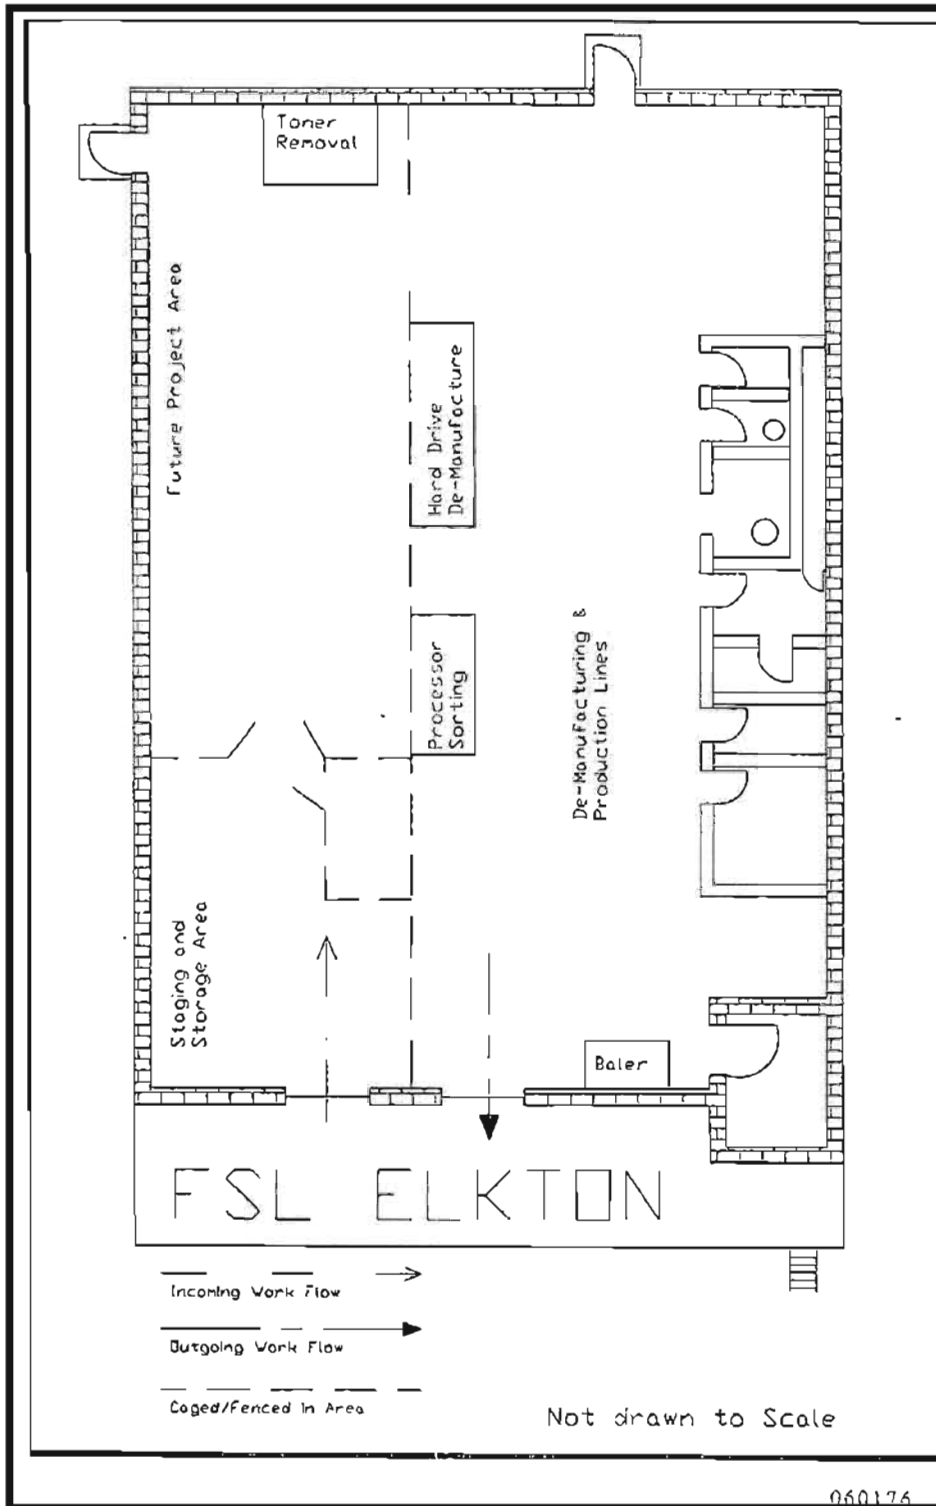 Toner
Removal
Future Project Area
Hard Drive
De-Manufacture
Processor
Sorting
De-Manufacturing &
Production Lines
Staging and
Storage Area
Baler
FSL ELKTON
Incoming Work Flow
Outgoing Work Flow
Caged/Fenced in Area
Not drawn to Scale
060176